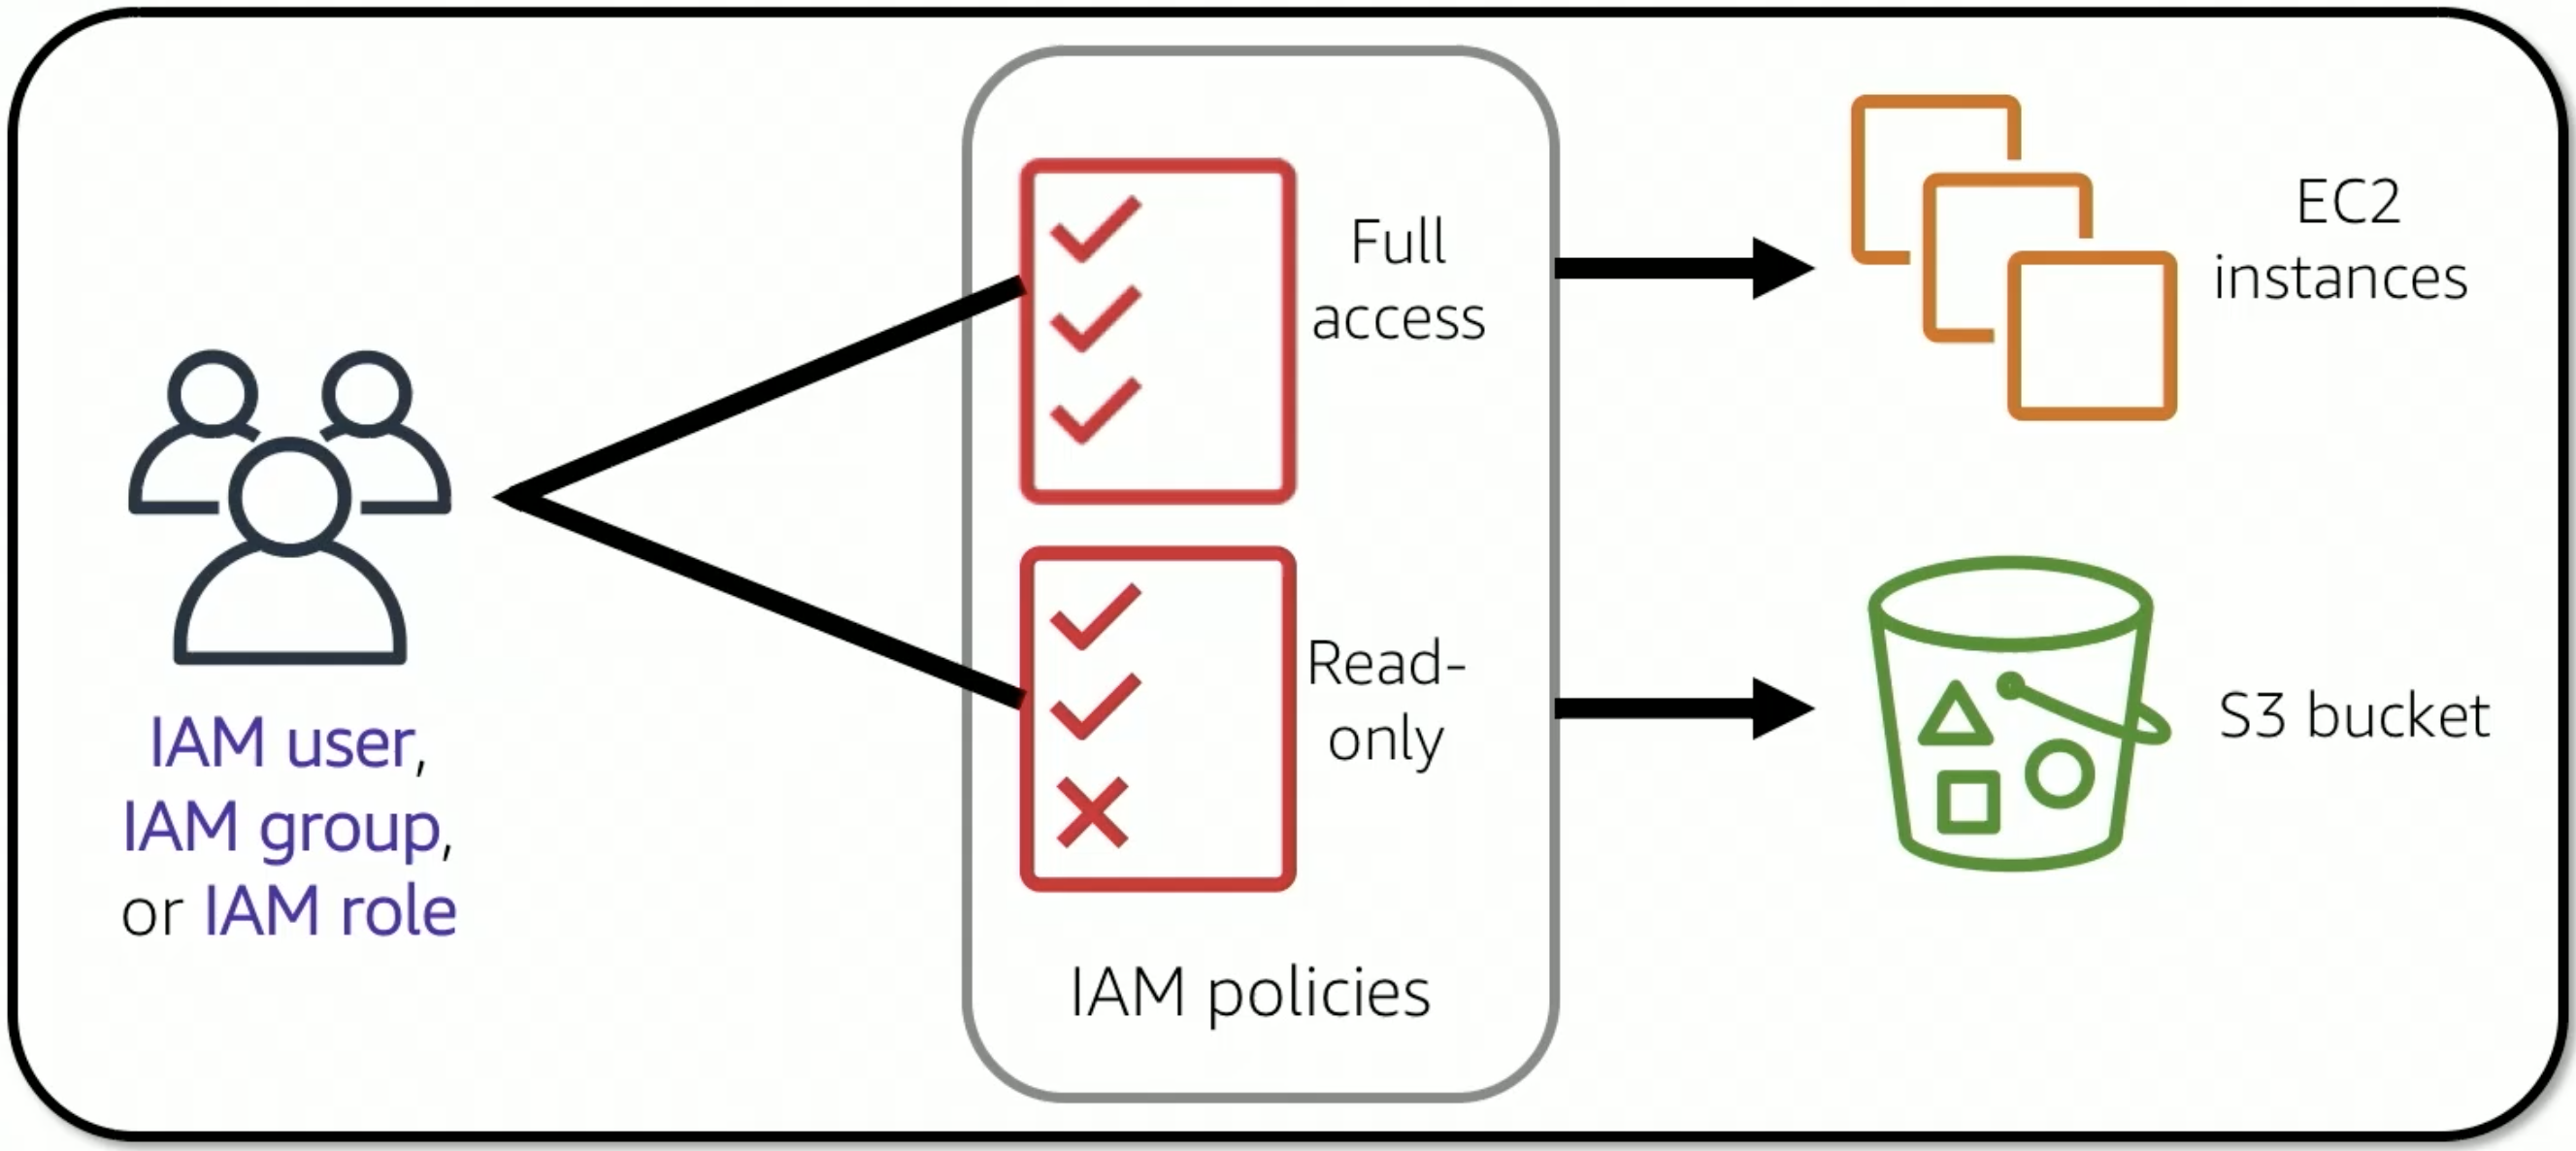 IAM user,
IAM group,
or IAM role
Full
access
Read-
only
IAM policies
EC2
instances
S3 bucket